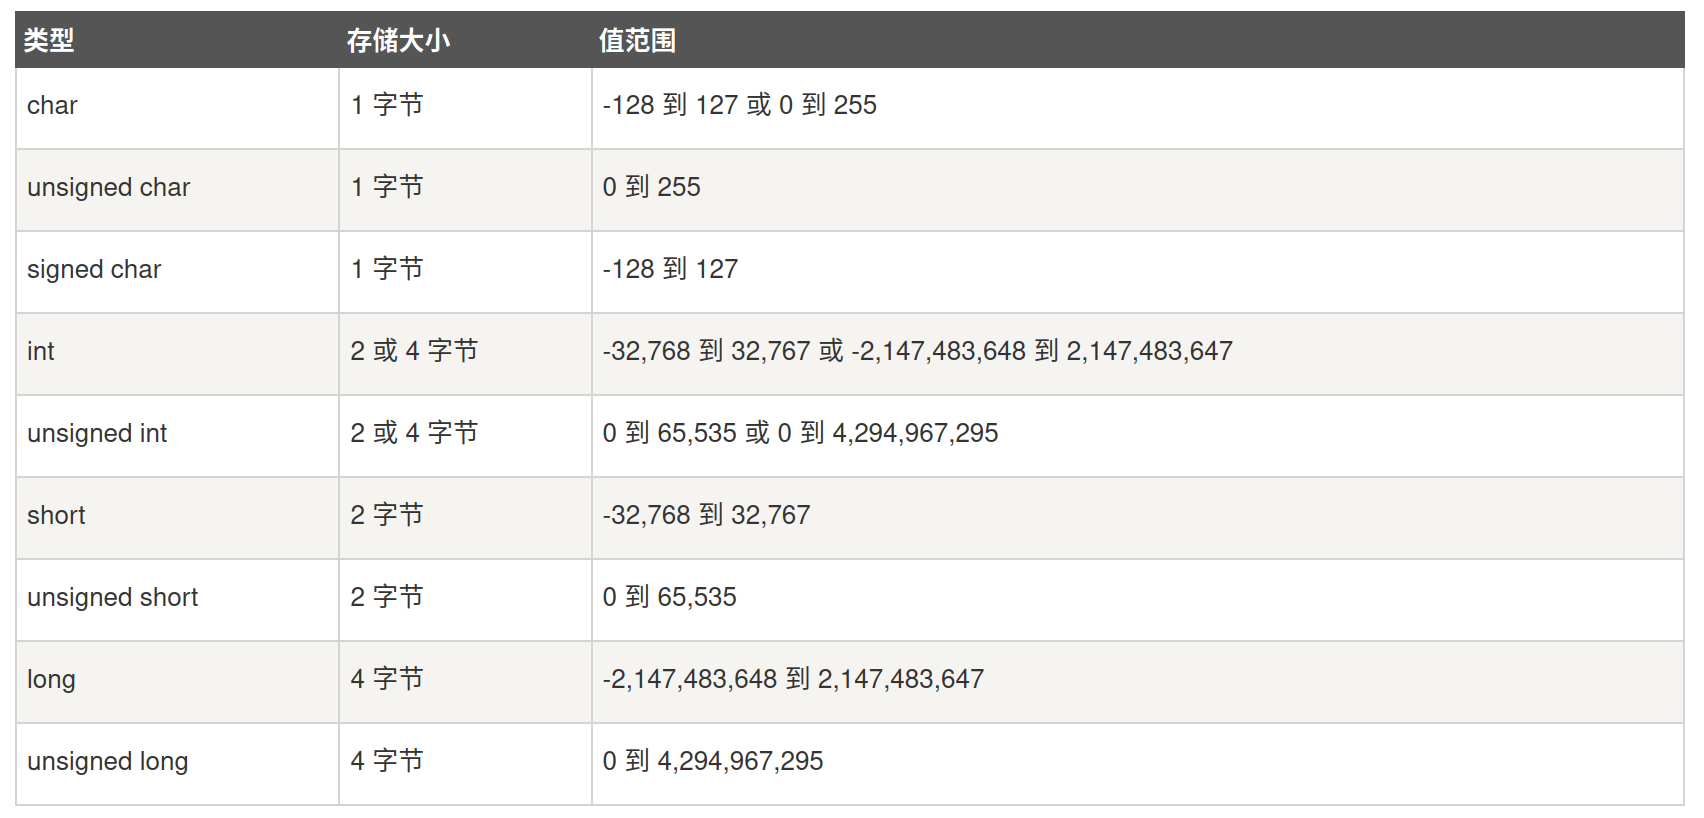 类型 存储大小 值范围
char 1 字节 -128 到 127 或 0 到 255
unsigned char 1 字节 0 到 255
signed char 1 字节 -128 到 127
int 2 或 4 字节 -32,768 到 32,767 或 -2,147,483,648 到 2,147,483,647
unsigned int 2 或 4 字节 0 到 65,535 或 0 到 4,294,967,295
short 2 字节 -32,768 到 32,767
unsigned short 2 字节 0 到 65,535
long 4 字节 -2,147,483,648 到 2,147,483,647
unsigned long 4 字节 0 到 4,294,967,295